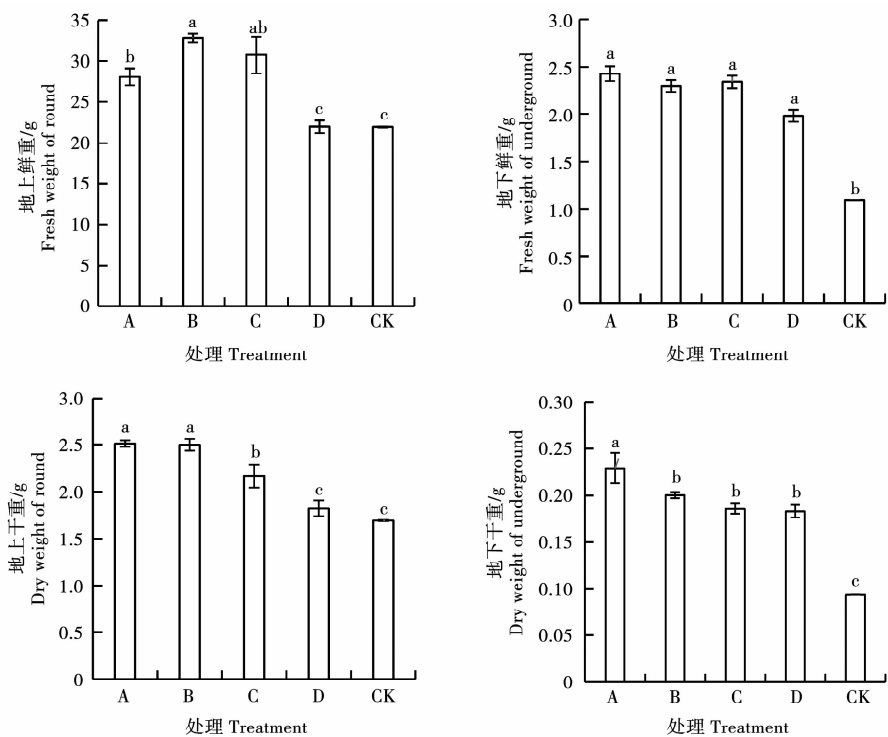 地上鲜重/g
Fresh weight of round
35
30
25
20
15
10
5
0
b
a
ab
c
c
A B C D CK
处理 Treatment
地下鲜重/g
Fresh weight of underground
3.0
2.5
2.0
1.5
1.0
0.5
0
a
a
a
a
b
A B C D CK
处理 Treatment
地上干重/g
Dry weight of round
3.0
2.5
2.0
1.5
1.0
0.5
0
a
a
b
c
c
A B C D CK
处理 Treatment
地下干重/g
Dry weight of underground
0.30
0.25
0.20
0.15
0.10
0.05
0
a
b
b
b
c
A B C D CK
处理 Treatment